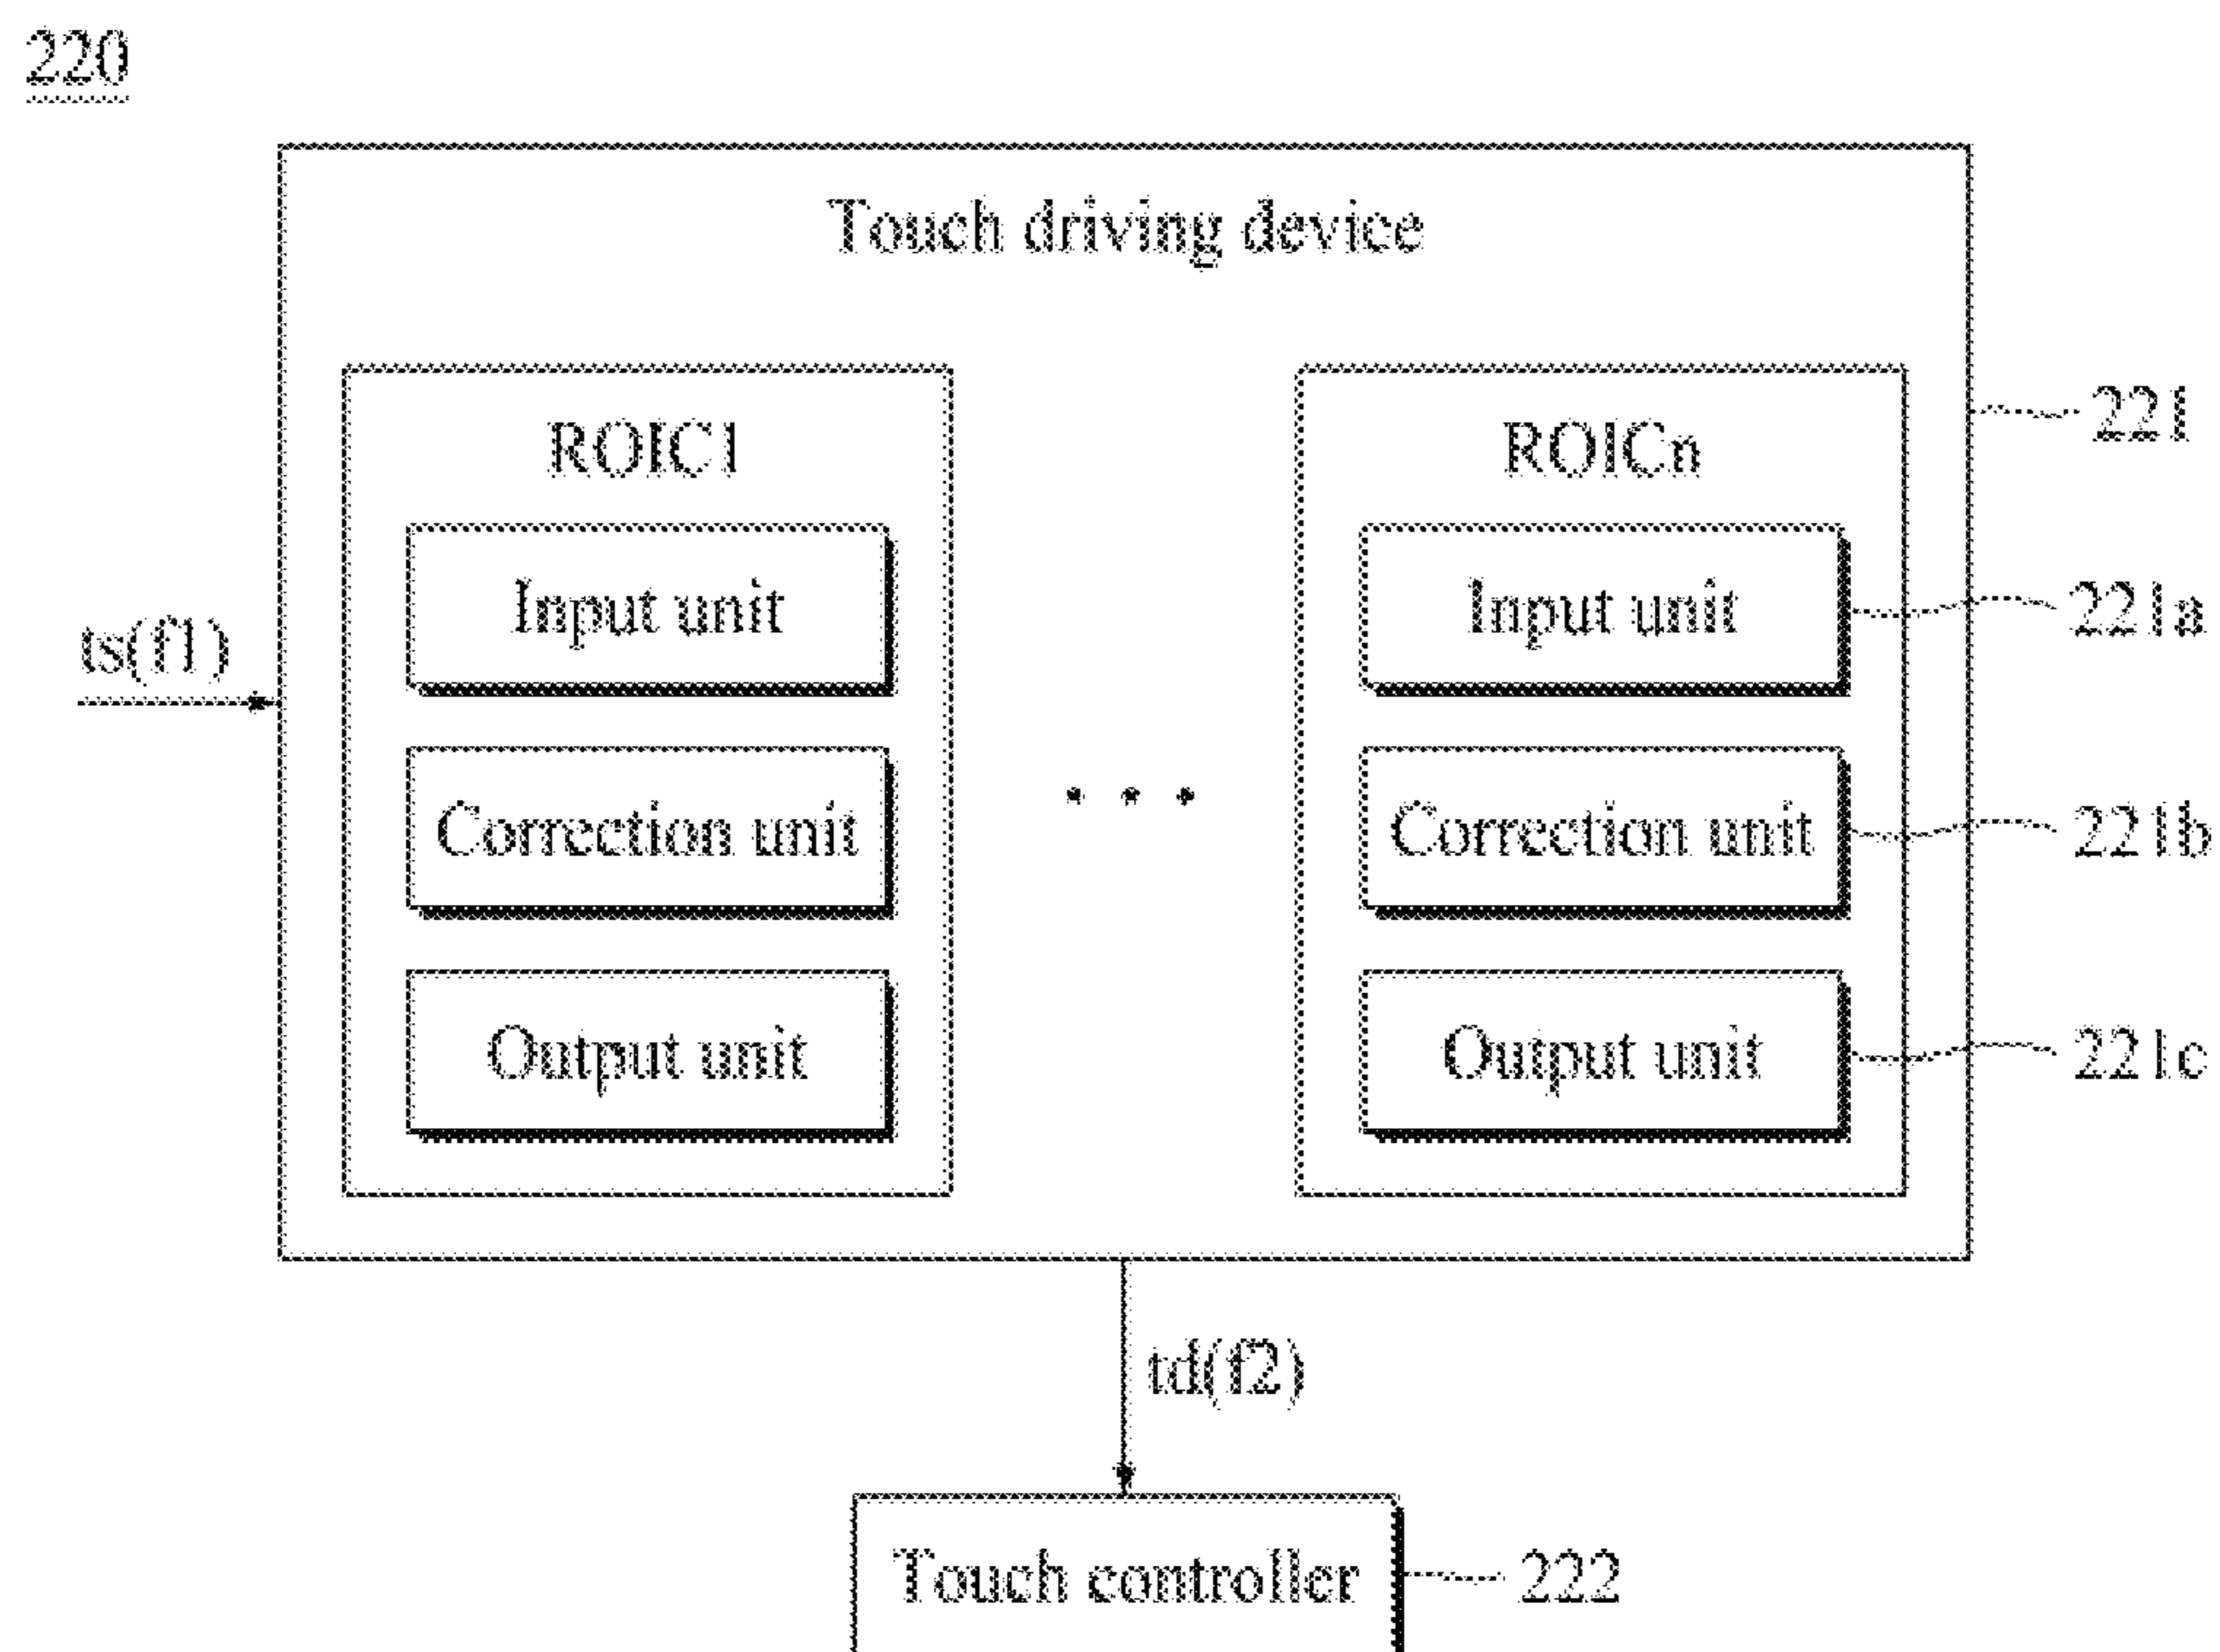 220
Touch driving device
ROIC1
ROICn
221
Input unit
Input unit
221a
ts(f1)
Correction unit
. . .
Correction unit
221b
Output unit
Output unit
221c
td(f2)
Touch controller
222